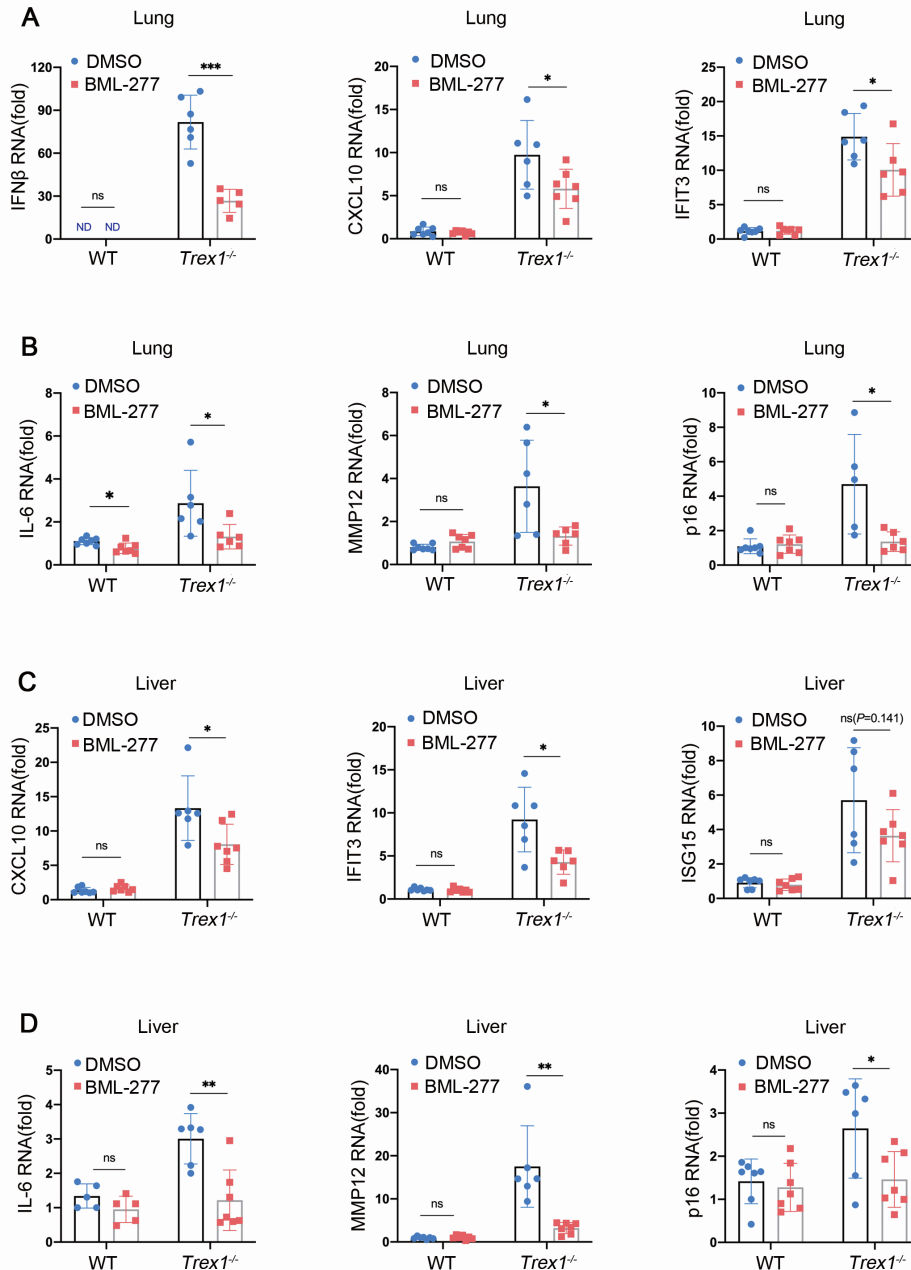 A
Lung
IFNβ RNA(fold)
DMSO
BML-277
120
90
60
30
0
***
ns
ND ND
WT Trex1-/-
Lung
CXCL10 RNA(fold)
DMSO
BML-277
20
15
10
5
0
*
ns
WT Trex1-/-
Lung
IFIT3 RNA(fold)
DMSO
BML-277
25
20
15
10
5
0
*
ns
WT Trex1-/-
B
Lung
IL-6 RNA(fold)
DMSO
BML-277
8
6
4
2
0
*
*
WT Trex1-/-
Lung
MMP12 RNA(fold)
DMSO
BML-277
8
6
4
2
0
*
ns
WT Trex1-/-
Lung
p16 RNA(fold)
DMSO
BML-277
10
8
6
4
2
0
*
ns
WT Trex1-/-
C
Liver
CXCL10 RNA(fold)
DMSO
BML-277
25
20
15
10
5
0
*
ns
WT Trex1-/-
Liver
IFIT3 RNA(fold)
DMSO
BML-277
20
15
10
5
0
*
ns
WT Trex1-/-
Liver
ISG15 RNA(fold)
DMSO
BML-277
10
8
6
4
2
0
ns(P=0.141)
ns
WT Trex1-/-
D
Liver
IL-6 RNA(fold)
DMSO
BML-277
5
4
3
2
1
0
**
ns
WT Trex1-/-
Liver
MMP12 RNA(fold)
DMSO
BML-277
40
30
20
10
0
**
ns
WT Trex1-/-
Liver
p16 RNA(fold)
DMSO
BML-277
4
3
2
1
0
*
ns
WT Trex1-/-